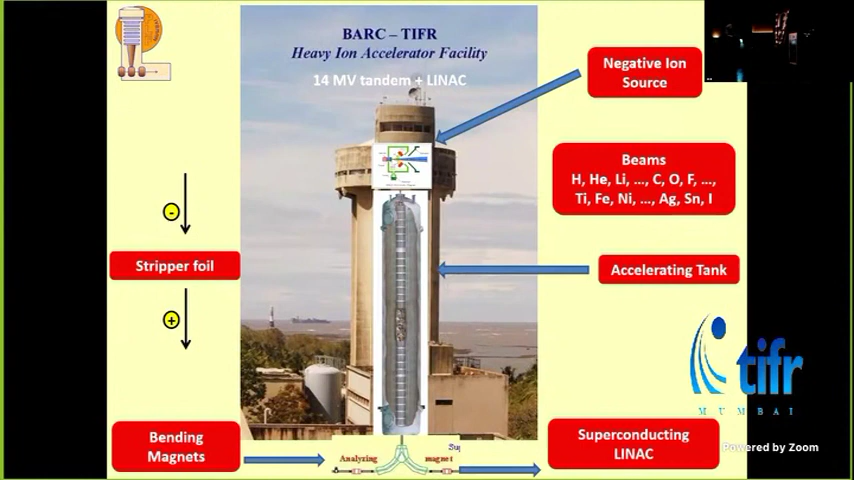 BARC – TIFR
Heavy Ion Accelerator Facility
14 MV tandem + LINAC
Negative Ion
Source
Beams
H, He, Li, ..., C, O, F, ...,
Ti, Fe, Ni, ..., Ag, Sn, I
-
Stripper foil
Accelerating Tank
+
tifr
MUMBAI
Bending
Magnets
Analyzing magnet
Superconducting
LINAC
Powered by Zoom